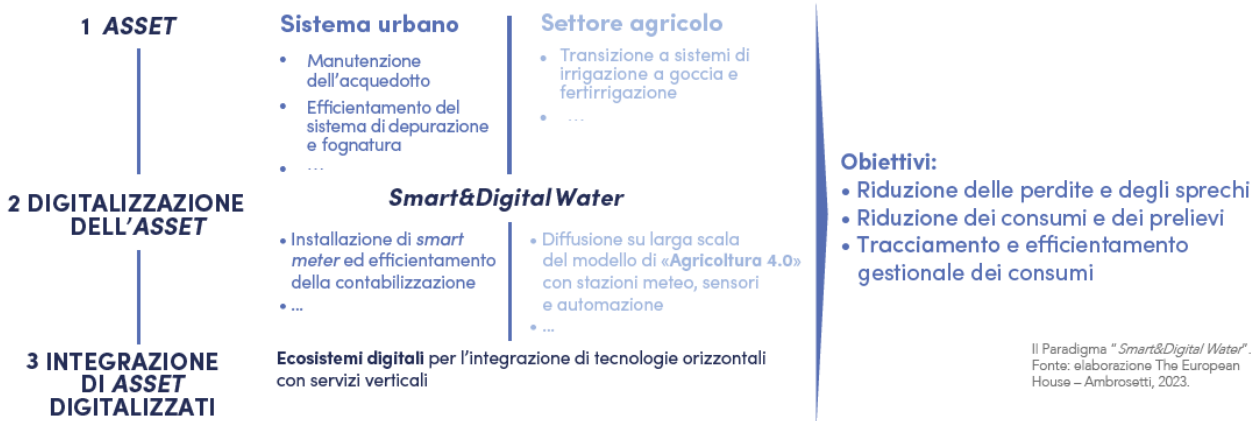 1 ASSET
Sistema urbano
• Manutenzione
dell'acquedotto
• Efficientamento del
sistema di depurazione
e fognatura
• ...
Settore agricolo
• Transizione a sistemi di
irrigazione a goccia e
fertirrigazione
• ...
2 DIGITALIZZAZIONE
DELL'ASSET
Smart&Digital Water
• Installazione di smart
meter ed efficientamento
della contabilizzazione
• ...
• Diffusione su larga scala
del modello di «Agricoltura 4.0»
con stazioni meteo, sensori
e automazione
• ...
3 INTEGRAZIONE
DI ASSET
DIGITALIZZATI
Ecosistemi digitali per l'integrazione di tecnologie orizzontali
con servizi verticali
Obiettivi:
• Riduzione delle perdite e degli sprechi
• Riduzione dei consumi e dei prelievi
• Tracciamento e efficientamento
gestionale dei consumi
Il Paradigma "Smart&Digital Water".
Fonte: elaborazione The European
House – Ambrosetti, 2023.